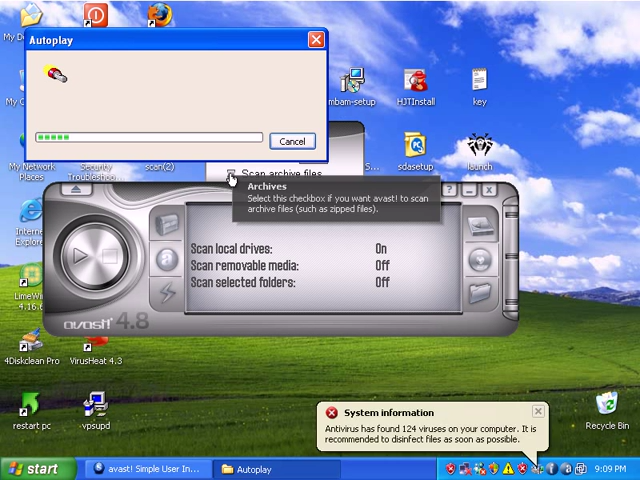 My D
Autoplay
Cancel
My C
mbam-setup
HJTInstall
key
My Network
Places
Security
Troubleshoo...
scan(2)
S...
sdasetup
launch
Scan archive files
Archives
Select this checkbox if you want avast! to scan
archive files (such as zipped files).
Intern
Explore
Scan local drives: On
Scan removable media: Off
Scan selected folders: Off
LimeWi
4.16.6
avast! 4.8
4Diskclean Pro
VirusHeat 4.3
restart pc
vpsupd
System information
Antivirus has found 124 viruses on your computer. It is
recommended to disinfect files as soon as possible.
Recycle Bin
start
avast! Simple User In...
Autoplay
9:09 PM